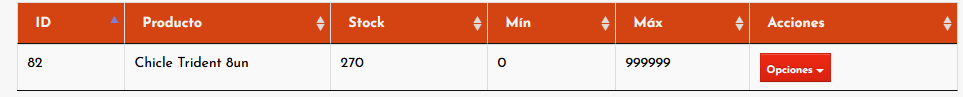 ID Producto Stock Mín Máx Acciones
82 Chicle Trident 8un 270 0 999999 Opciones